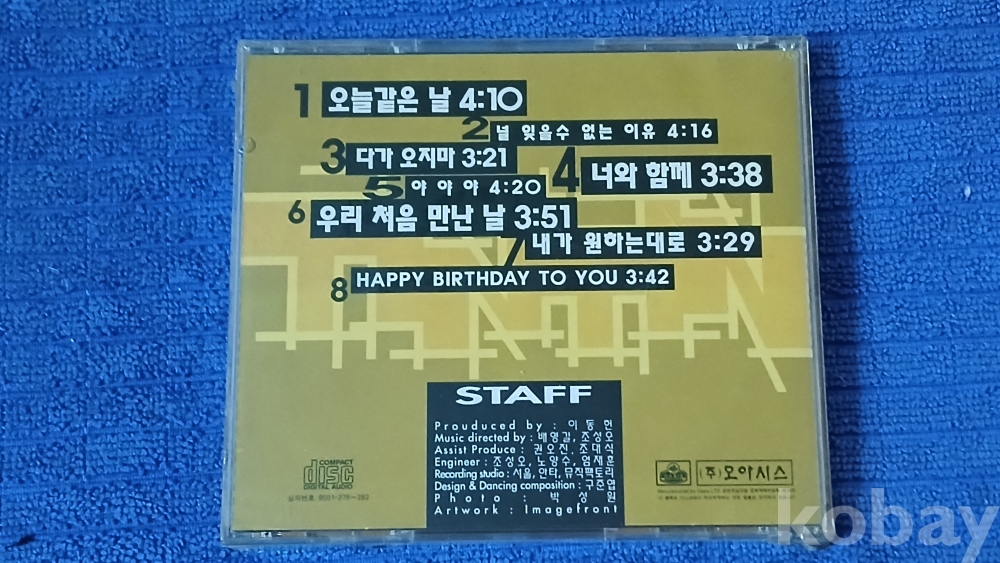 1 오늘같은 날 4:10
2 널 잊을수 없는 이유 4:16
3 다가 오지마 3:21
4 너와 함께 3:38
5 야 야 야 4:20
6 우리 처음 만난 날 3:51
7 내가 원하는대로 3:29
8 HAPPY BIRTHDAY TO YOU 3:42
STAFF
Prouduced by : 이동헌
Music directed by : 배영길, 조성오
Assist Produce : 권오진, 조대식
Engineer : 조성오, 노양수, 엄재훈
Recording studio : 서울, 안타, 뮤직팩토리
Design & Dancing composition : 구준엽
Photo : 박성원
Artwork : Imagefront
COMPACT
disc
DIGITAL AUDIO
(주)오아시스
kobay